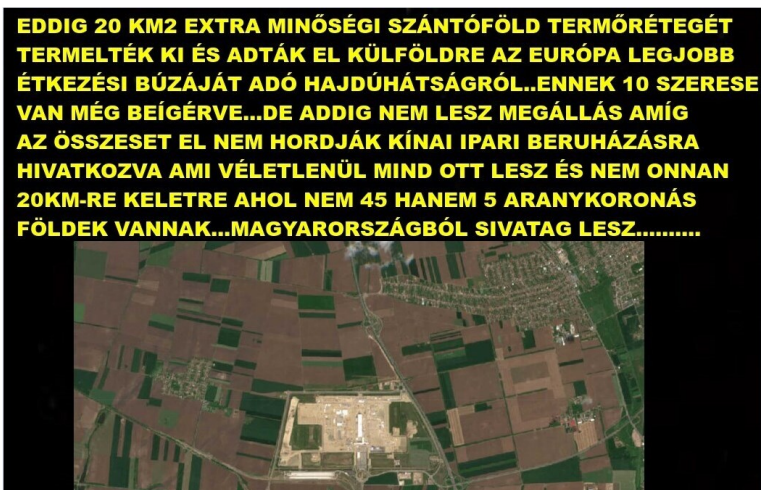 EDDIG 20 KM2 EXTRA MINŐSÉGI SZÁNTÓFÖLD TERMŐRÉTEGÉT
TERMELTÉK KI ÉS ADTÁK EL KÜLFÖLDRE AZ EURÓPA LEGJOBB
ÉTKEZÉSI BÚZÁJÁT ADÓ HAJDÚHÁTSÁGRÓL..ENNEK 10 SZERESE
VAN MÉG BEÍGÉRVE...DE ADDIG NEM LESZ MEGÁLLÁS AMÍG
AZ ÖSSZESET EL NEM HORDJÁK KÍNAI IPARI BERUHÁZÁSRA
HIVATKOZVA AMI VÉLETLENÜL MIND OTT LESZ ÉS NEM ONNAN
20KM-RE KELETRE AHOL NEM 45 HANEM 5 ARANYKORONÁS
FÖLDEK VANNAK...MAGYARORSZÁGBÓL SIVATAG LESZ..........